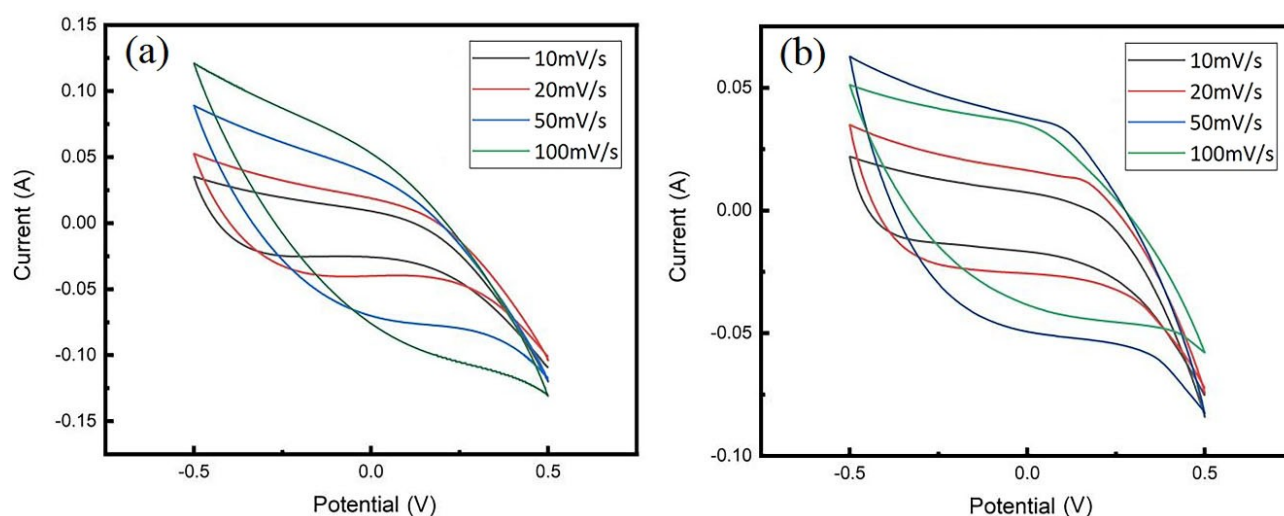 (a)
10mV/s
20mV/s
50mV/s
100mV/s
0.15
0.10
0.05
0.00
-0.05
-0.10
-0.15
Current (A)
-0.5
0.0
0.5
Potential (V)
(b)
10mV/s
20mV/s
50mV/s
100mV/s
0.05
0.00
-0.05
-0.10
Current (A)
-0.5
0.0
0.5
Potential (V)